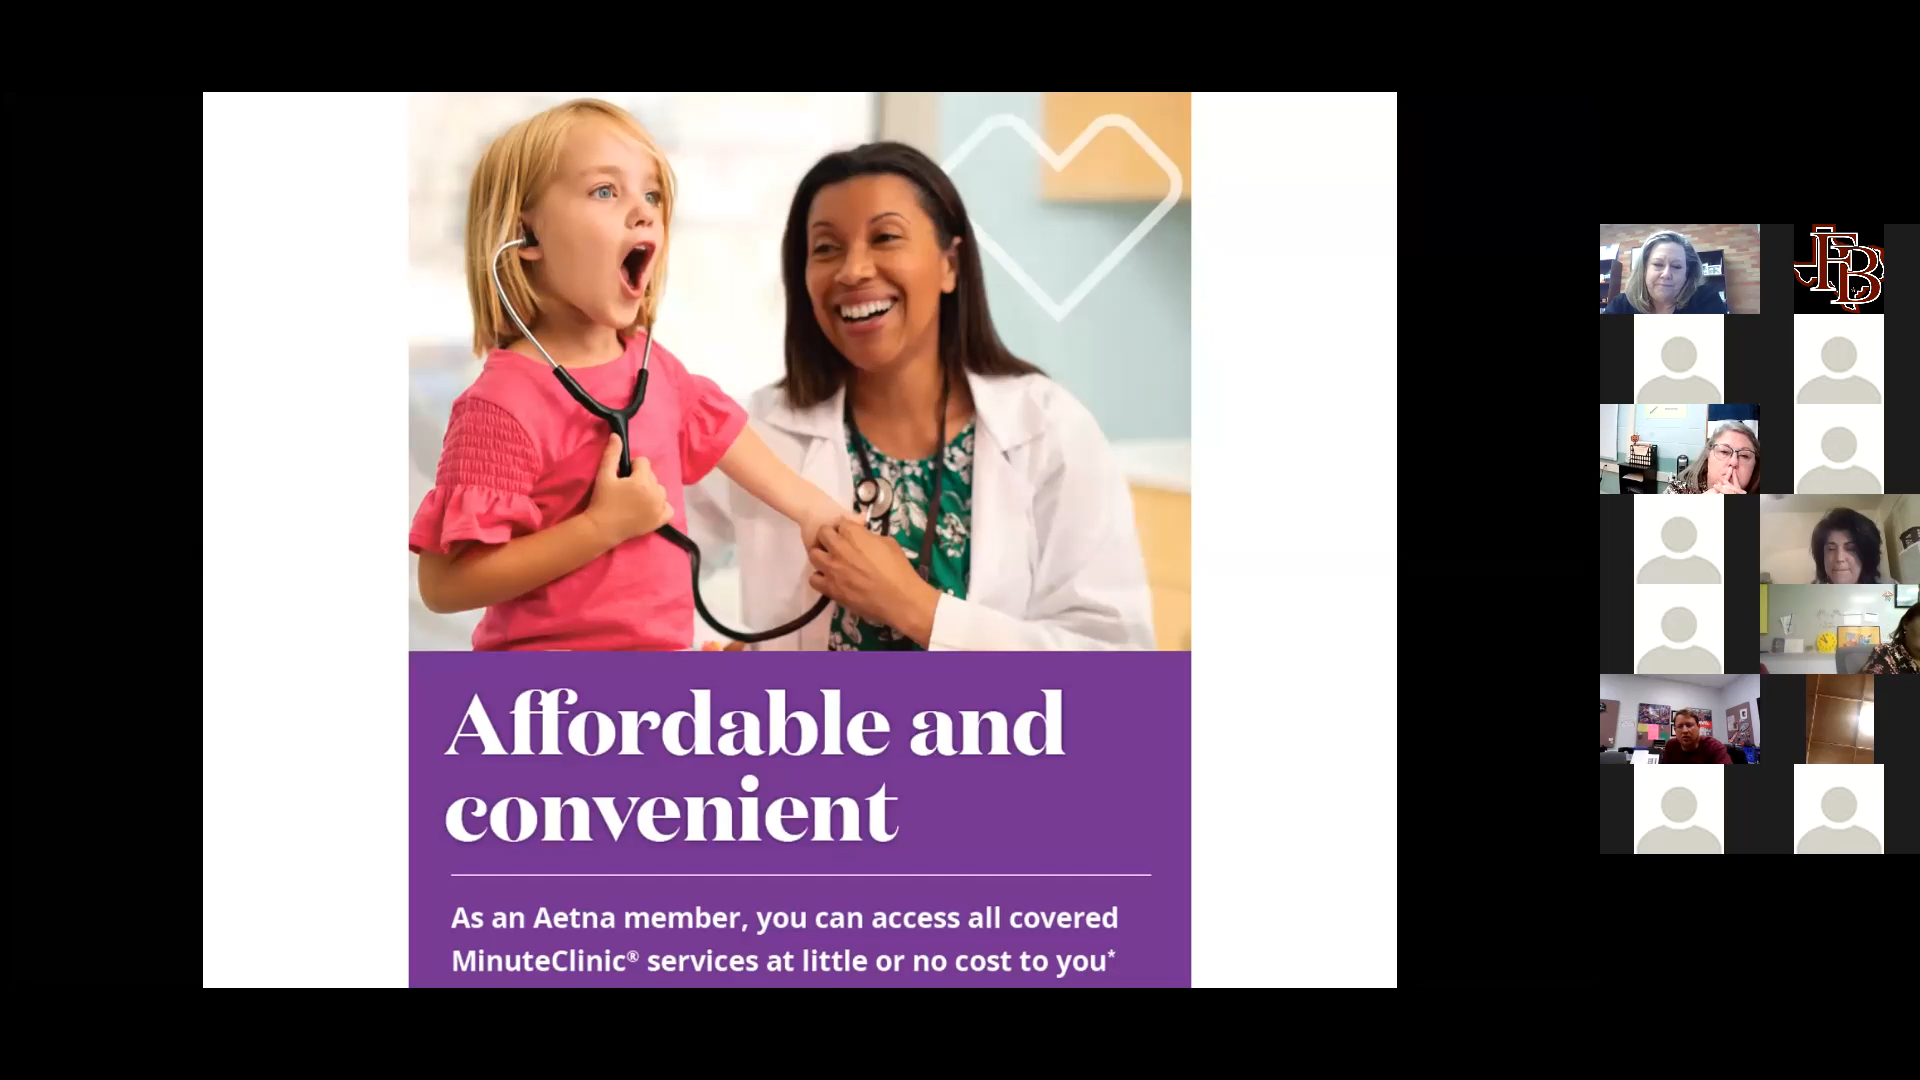 Affordable and
convenient
As an Aetna member, you can access all covered
MinuteClinic® services at little or no cost to you*
FB